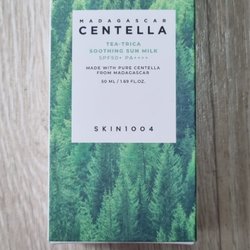 MADAGASCAR
CENTELLA
TEA-TRICA
SOOTHING SUN MILK
SPF50+ PA++++
MADE WITH PURE CENTELLA
FROM MADAGASCAR
50 ML / 1.69 FL.OZ.
SKIN1004